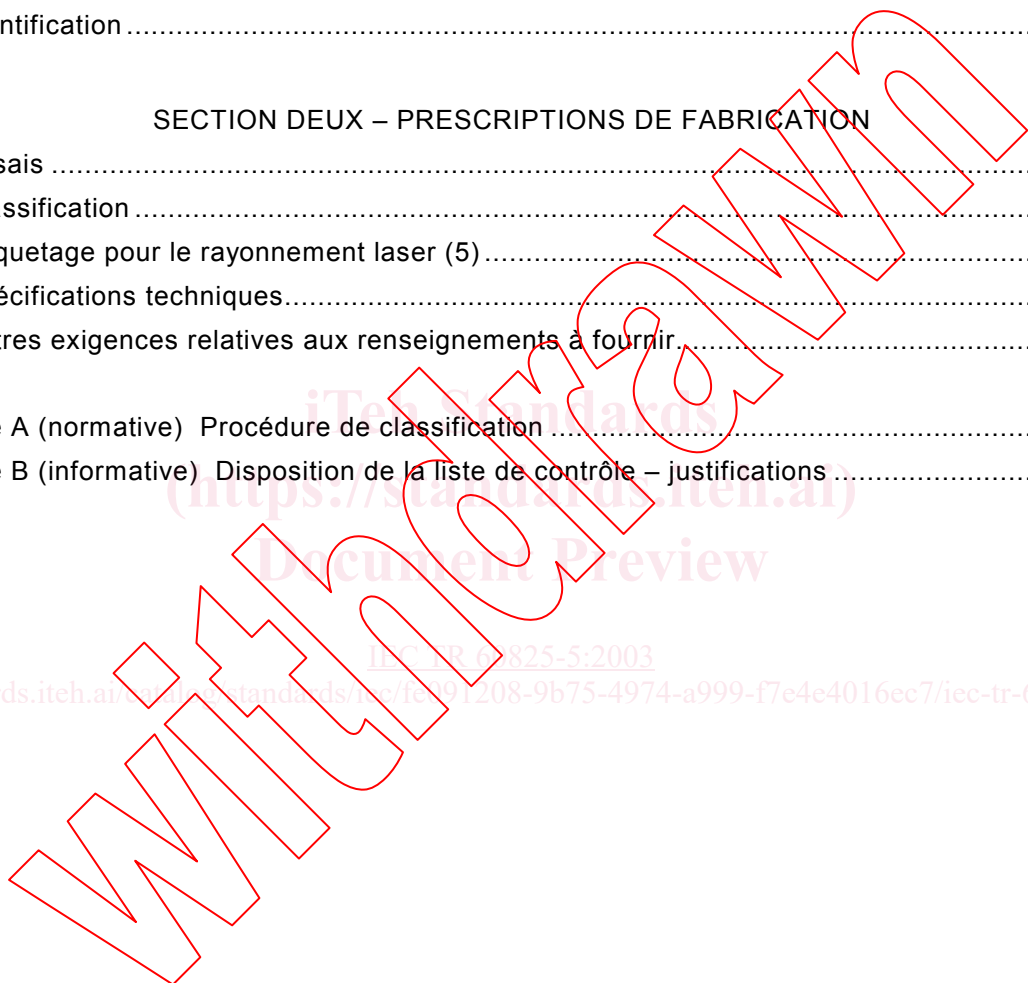 ntification
SECTION DEUX – PRESCRIPTIONS DE FABRICATION
sais
assification
quetage pour le rayonnement laser (5)
écifications techniques
tres exigences relatives aux renseignements à fournir
iTeh Standards
e A (normative) Procédure de classification
e B (informative) Disposition de la liste de contrôle – justifications
(https://standards.iteh.ai)
Document Preview
IEC TR 60825-5:2003
ds.iteh.ai/catalog/standards/iec/fe091208-9b75-4974-a999-f7e4e4016ec7/iec-tr-6
withdrawn